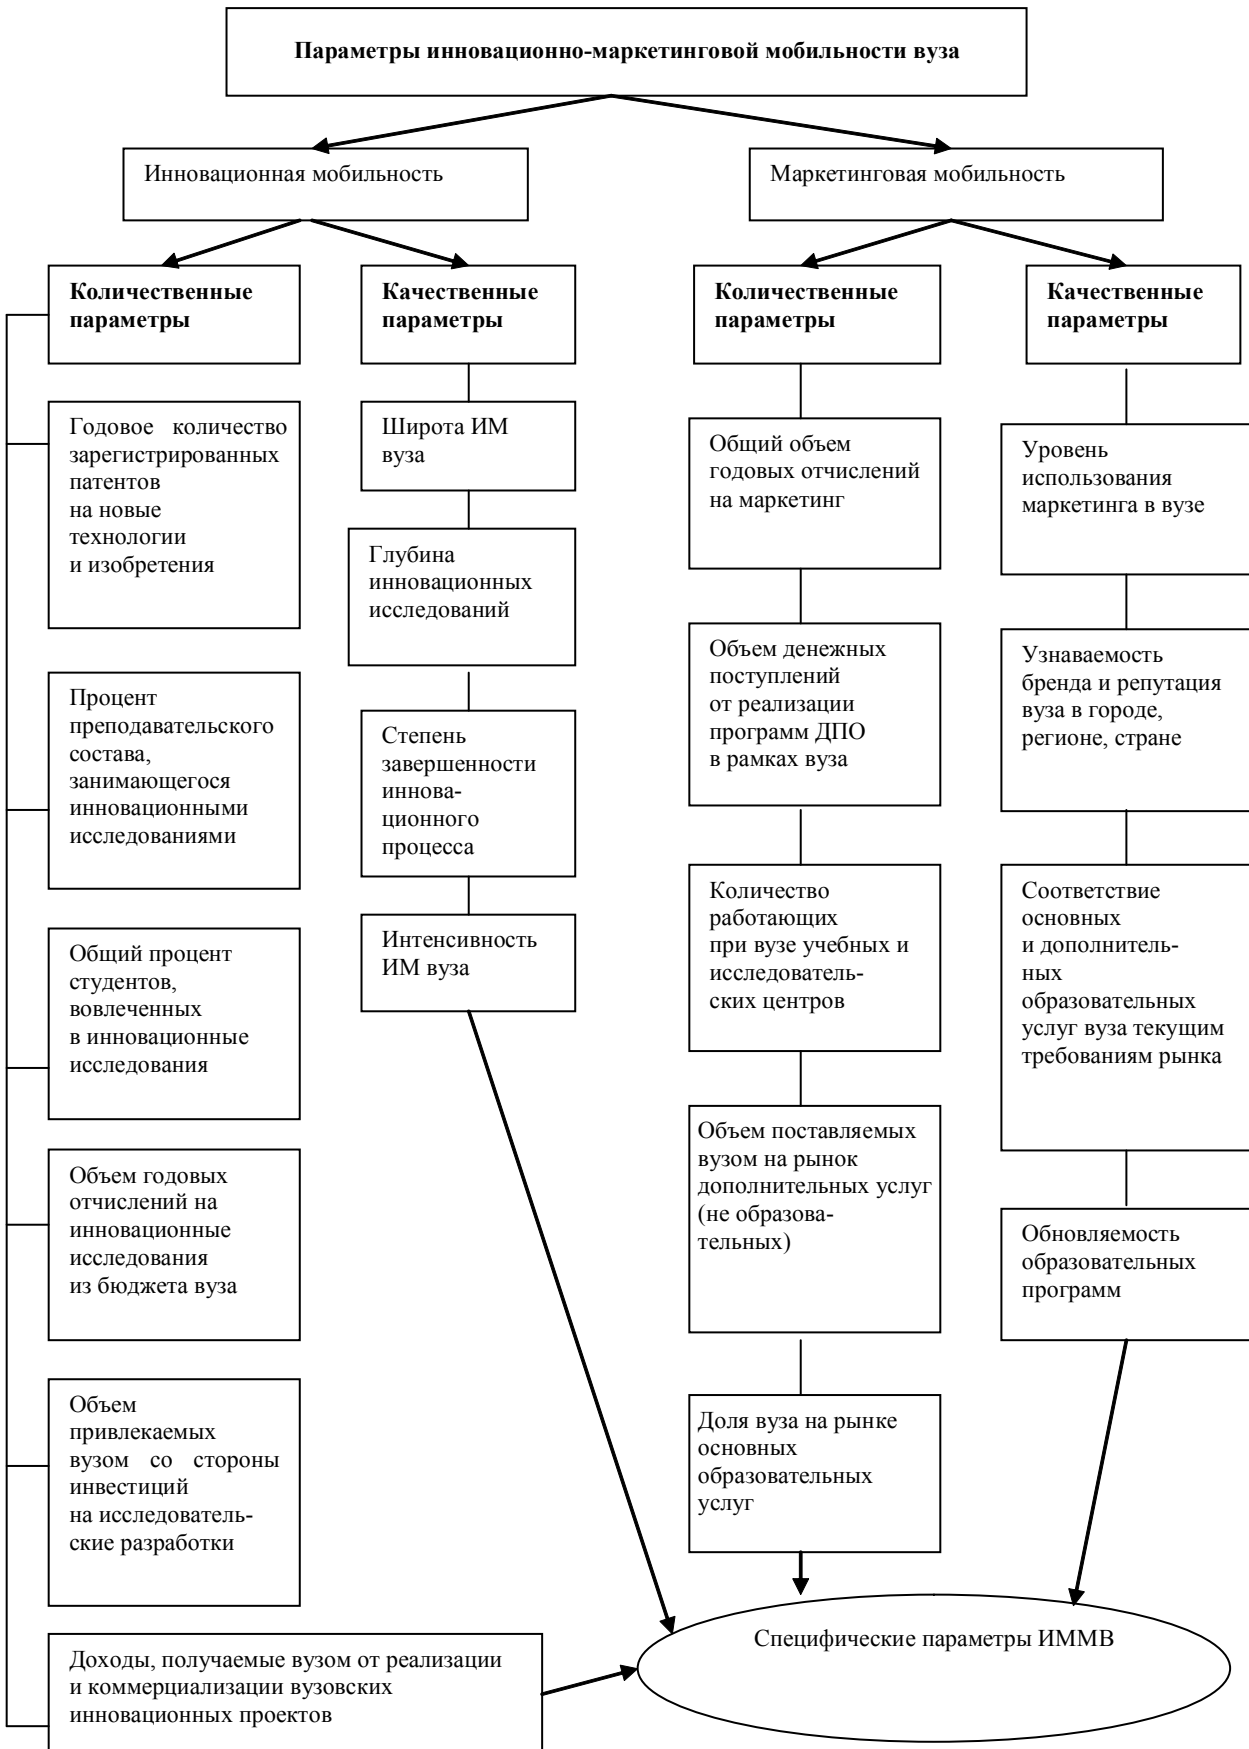 Параметры инновационно-маркетинговой мобильности вуза
Инновационная мобильность
Маркетинговая мобильность
Количественные
параметры
Качественные
параметры
Количественные
параметры
Качественные
параметры
Годовое количество
зарегистрированных
патентов
на новые
технологии
и изобретения
Процент
преподавательского
состава,
занимающегося
инновационными
исследованиями
Общий процент
студентов,
вовлеченных
в инновационные
исследования
Объем годовых
отчислений на
инновационные
исследования
из бюджета вуза
Объем
привлекаемых
вузом со стороны
инвестиций
на исследователь-
ские разработки
Доходы, получаемые вузом от реализации
и коммерциализации вузовских
инновационных проектов
Широта ИМ
вуза
Глубина
инновационных
исследований
Степень
завершенности
иннова-
ционного
процесса
Интенсивность
ИМ вуза
Общий объем
годовых отчислений
на маркетинг
Объем денежных
поступлений
от реализации
программ ДПО
в рамках вуза
Количество
работающих
при вузе учебных и
исследователь-
ских центров
Объем поставляемых
вузом на рынок
дополнительных услуг
(не образова-
тельных)
Доля вуза на рынке
основных
образовательных
услуг
Уровень
использования
маркетинга в вузе
Узнаваемость
бренда и репутация
вуза в городе,
регионе, стране
Соответствие
основных
и дополнитель-
ных
образовательных
услуг вуза текущим
требованиям рынка
Обновляемость
образовательных
программ
Специфические параметры ИММВ